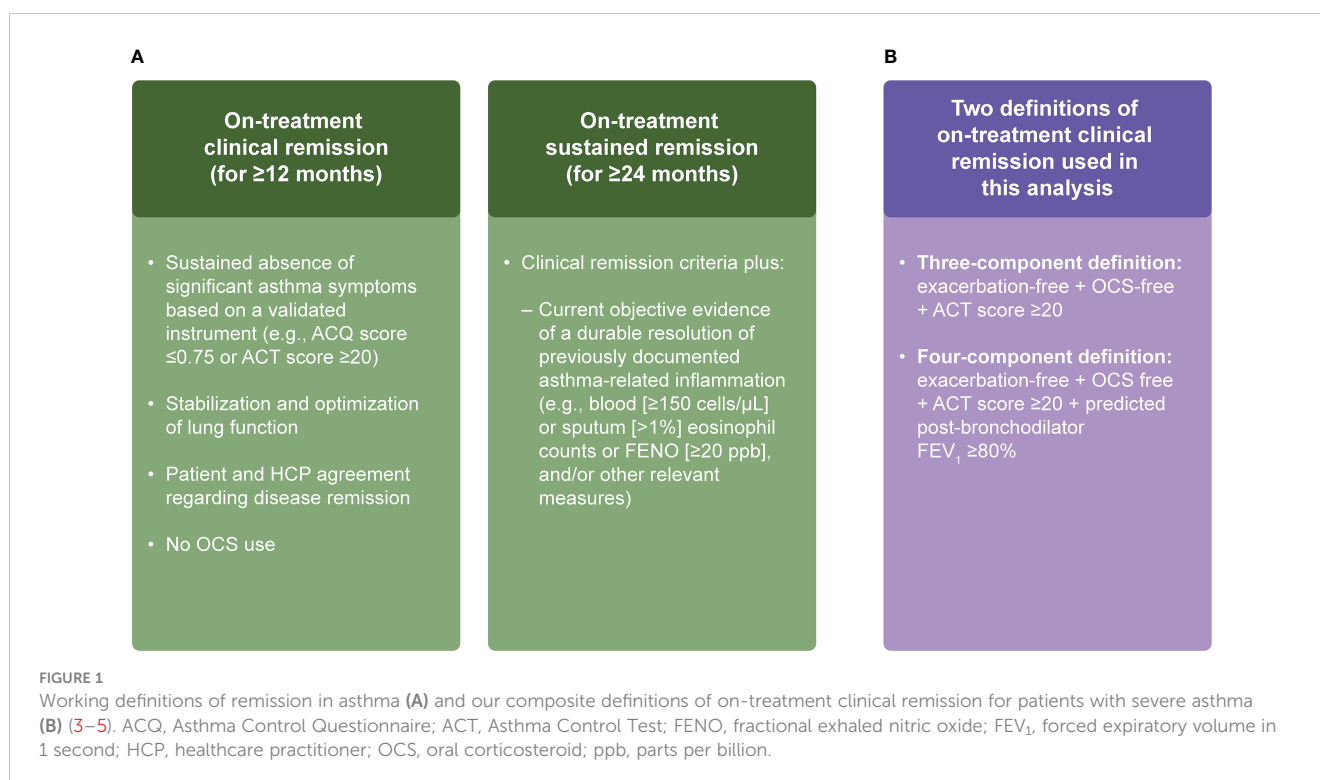 A
On-treatment
clinical remission
(for ≥12 months)
• Sustained absence of
significant asthma symptoms
based on a validated
instrument (e.g., ACQ score
≤0.75 or ACT score ≥20)
• Stabilization and optimization
of lung function
• Patient and HCP agreement
regarding disease remission
• No OCS use
On-treatment
sustained remission
(for ≥24 months)
• Clinical remission criteria plus:
– Current objective evidence
of a durable resolution of
previously documented
asthma-related inflammation
(e.g., blood [≥150 cells/μL]
or sputum [>1%] eosinophil
counts or FENO [≥20 ppb],
and/or other relevant
measures)
B
Two definitions of
on-treatment clinical
remission used in
this analysis
• Three-component definition:
exacerbation-free + OCS-free
+ ACT score ≥20
• Four-component definition:
exacerbation-free + OCS free
+ ACT score ≥20 + predicted
post-bronchodilator
FEV₁ ≥80%
FIGURE 1
Working definitions of remission in asthma (A) and our composite definitions of on-treatment clinical remission for patients with severe asthma
(B) (3–5). ACQ, Asthma Control Questionnaire; ACT, Asthma Control Test; FENO, fractional exhaled nitric oxide; FEV₁, forced expiratory volume in
1 second; HCP, healthcare practitioner; OCS, oral corticosteroid; ppb, parts per billion.